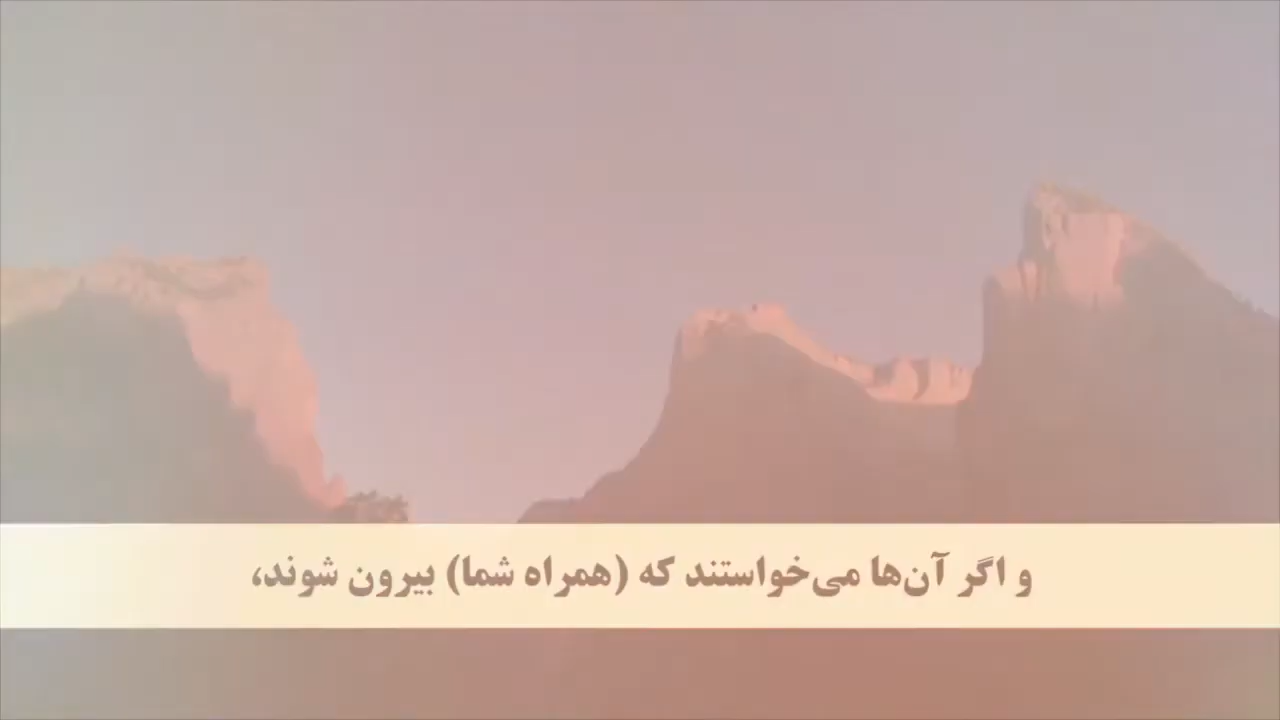 و اگر آن‌ها می‌خواستند که (همراه شما) بیرون شوند،